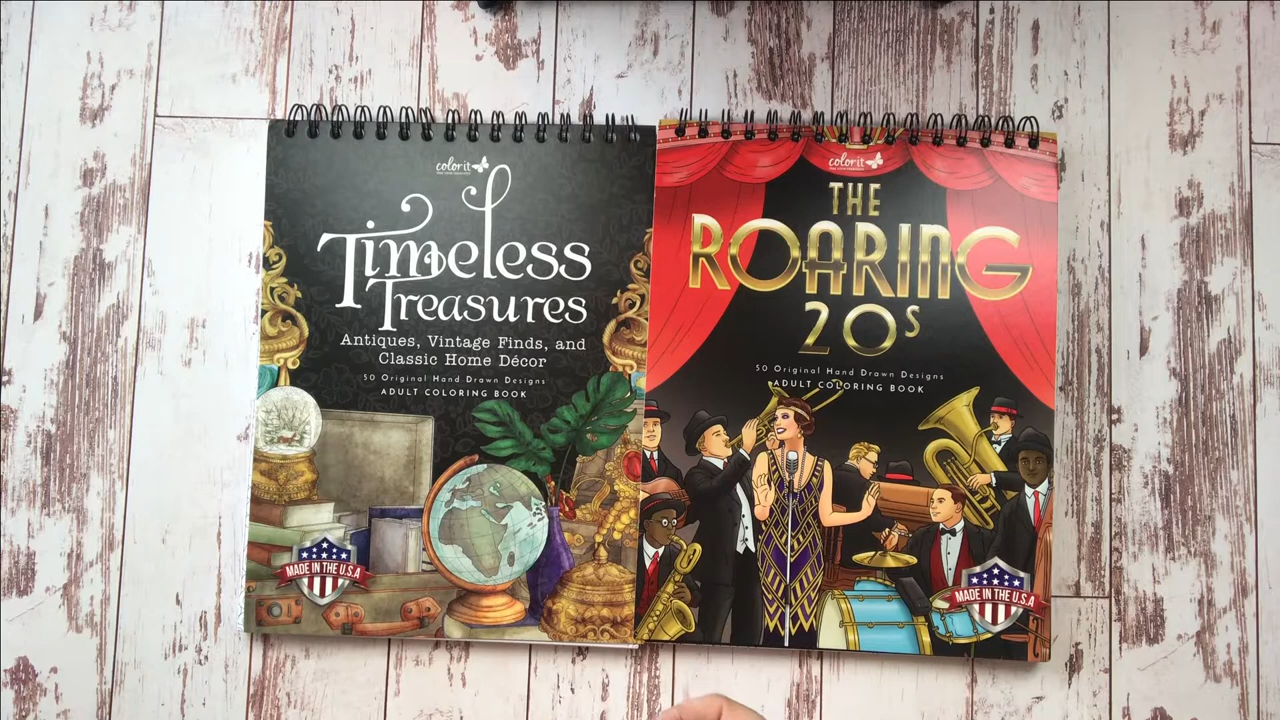 colorit
Timeless
Treasures
Antiques, Vintage Finds, and
Classic Home Décor
50 Original Hand Drawn Designs
ADULT COLORING BOOK
MADE IN THE U.S.A
colorit
THE
ROARING
20s
50 Original Hand Drawn Designs
ADULT COLORING BOOK
MADE IN THE U.S.A